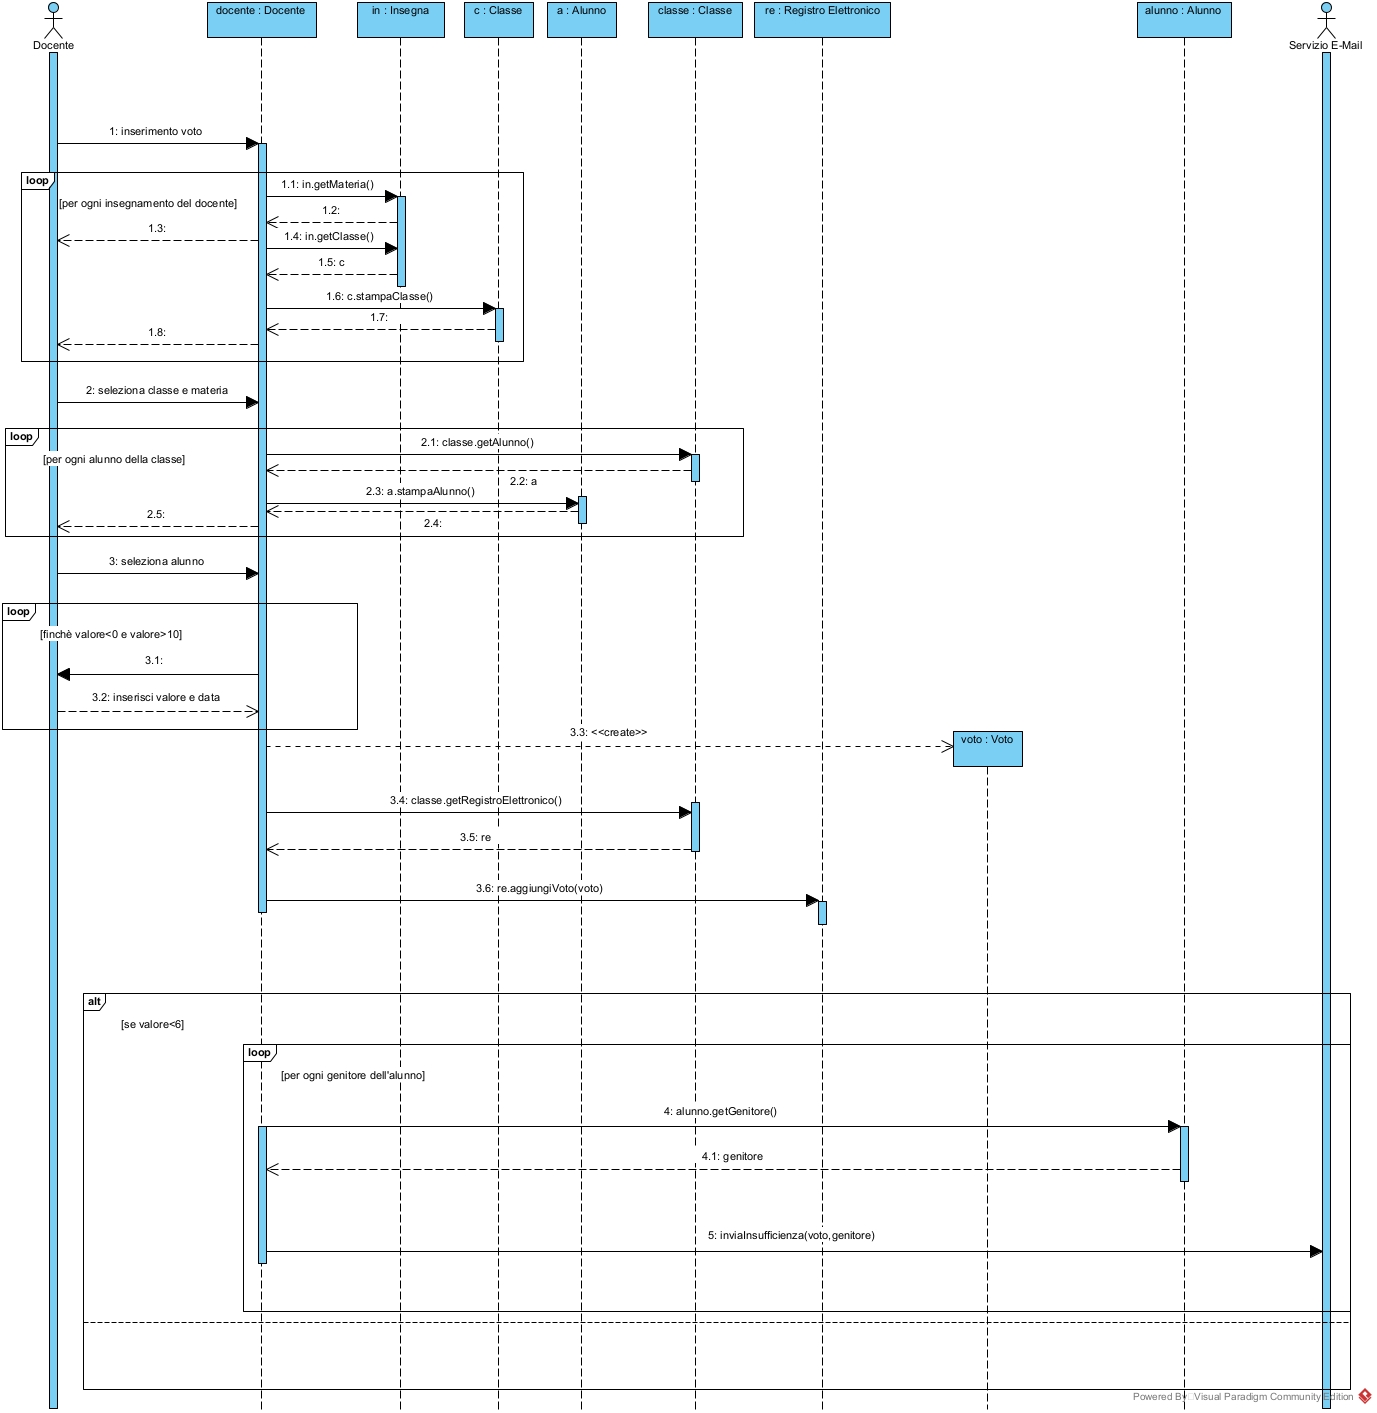 docente : Docente
in : Insegna
c : Classe
a : Alunno
classe : Classe
re : Registro Elettronico
alunno : Alunno
Docente
Servizio E-Mail
1: inserimento voto
loop
1.1: in.getMateria()
[per ogni insegnamento del docente]
1.2:
1.3:
1.4: in.getClasse()
1.5: c
1.6: c.stampaClasse()
1.7:
1.8:
2: seleziona classe e materia
loop
2.1: classe.getAlunno()
[per ogni alunno della classe]
2.2: a
2.3: a.stampaAlunno()
2.5:
2.4:
3: seleziona alunno
loop
[finchè valore<0 e valore>10]
3.1:
3.2: inserisci valore e data
3.3: <<create>>
voto : Voto
3.4: classe.getRegistroElettronico()
3.5: re
3.6: re.aggiungiVoto(voto)
alt
[se valore<6]
loop
[per ogni genitore dell'alunno]
4: alunno.getGenitore()
4.1: genitore
5: inviaInsufficienza(voto,genitore)
Powered By Visual Paradigm Community Edition